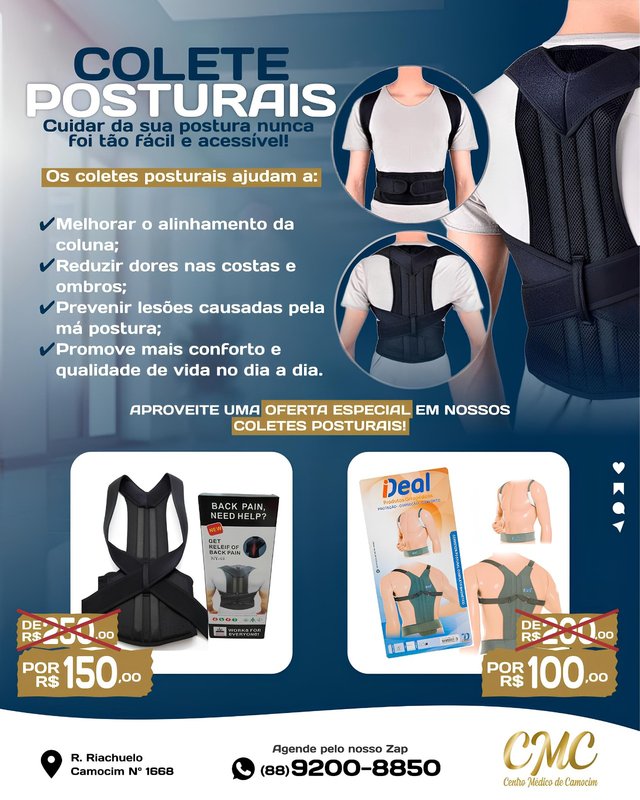 COLETE
POSTURAIS
Cuidar da sua postura nunca
foi tão fácil e acessível!
Os coletes posturais ajudam a:
Melhorar o alinhamento da
coluna;
Reduzir dores nas costas e
ombros;
Prevenir lesões causadas pela
má postura;
Promove mais conforto e
qualidade de vida no dia a dia.
APROVEITE UMA OFERTA ESPECIAL EM NOSSOS
COLETES POSTURAIS!
BACK PAIN,
NEED HELP?
NEW
GET
RELEIF OF
BACK PAIN
WORKS FOR
EVERYONE!
DE
R$ 250,00
POR
R$ 150,00
iDeal
Produtos Ortopédicos
DE
R$ 200,00
POR
R$ 100,00
R. Riachuelo
Camocim Nº 1668
Agende pelo nosso Zap
(88) 9200-8850
CMC
Centro Médico de Camocim